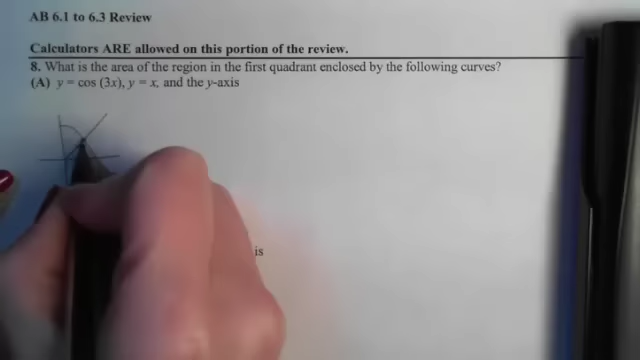 AB 6.1 to 6.3 Review
Calculators ARE allowed on this portion of the review.
8. What is the area of the region in the first quadrant enclosed by the following curves?
(A) y = cos (3x), y = x, and the y-axis
is